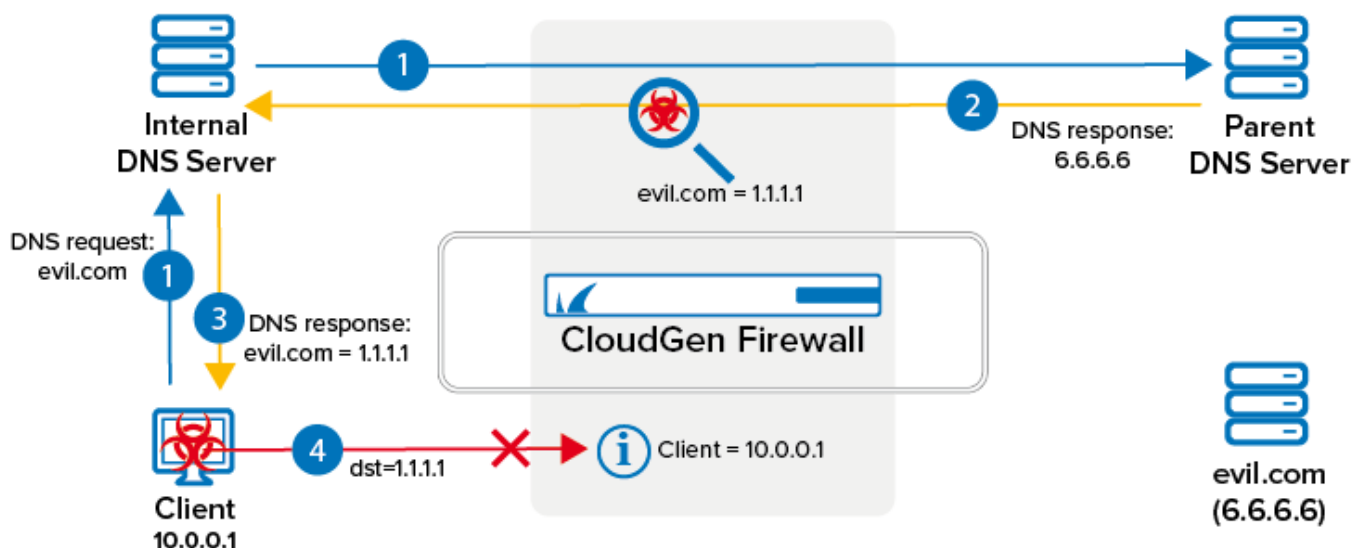 1
2
Internal
DNS Server
DNS response:
6.6.6.6
Parent
DNS Server
evil.com = 1.1.1.1
DNS request:
evil.com
1
3
DNS response:
evil.com = 1.1.1.1
CloudGen Firewall
4
dst=1.1.1.1
i
Client = 10.0.0.1
Client
10.0.0.1
evil.com
(6.6.6.6)